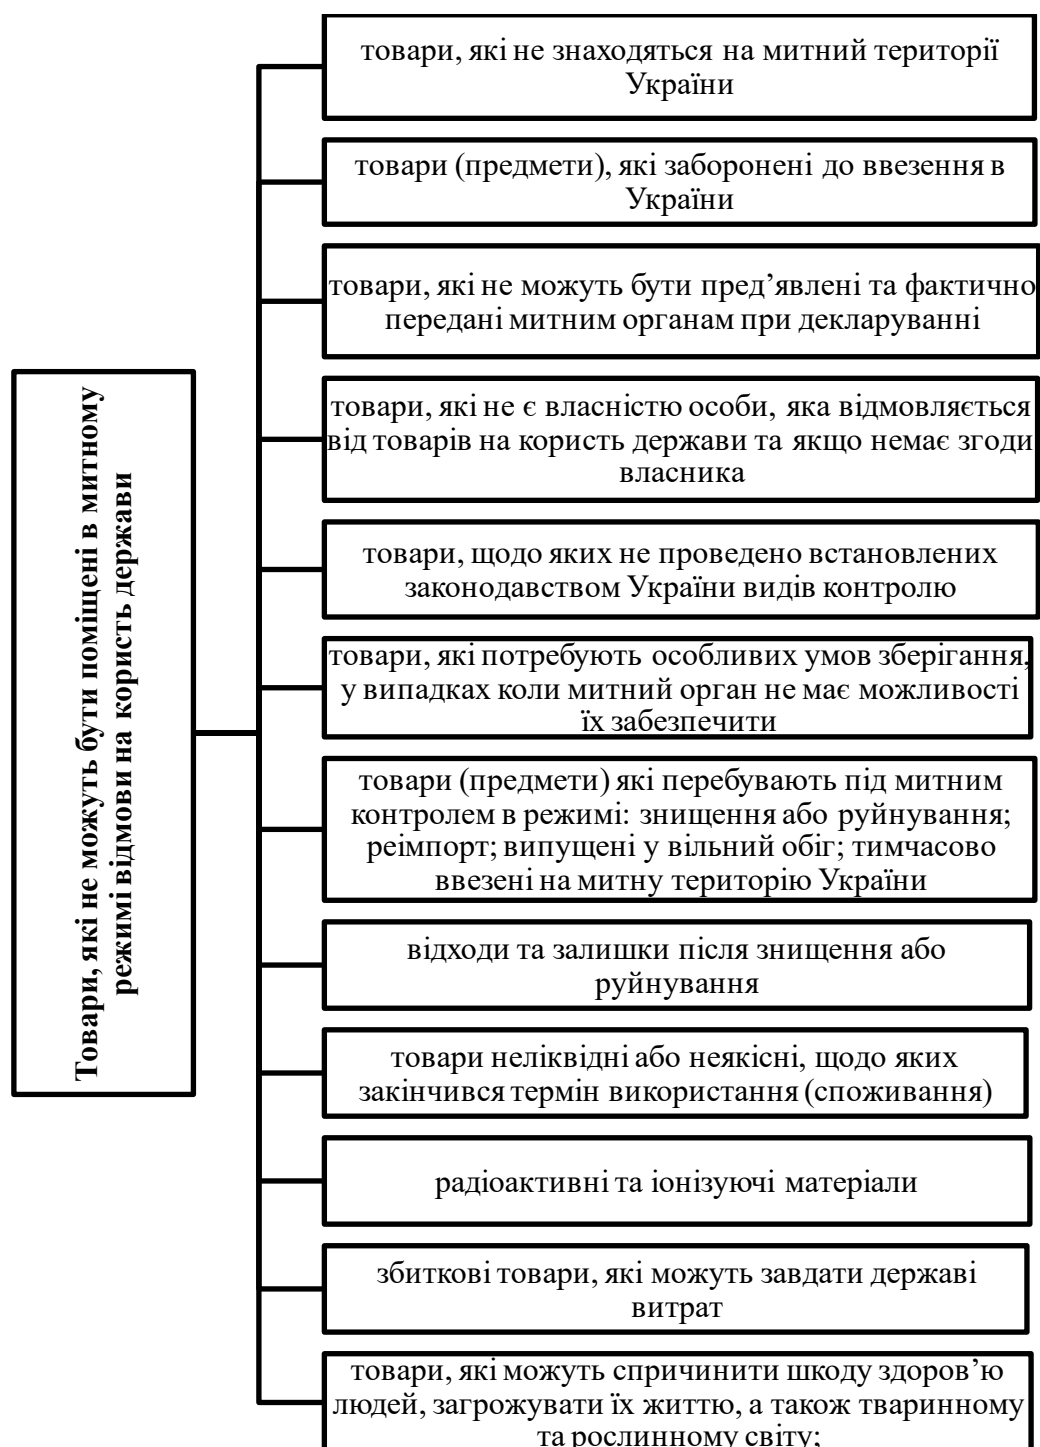 Товари, які не можуть бути поміщені в митному
режимі відмови на користь держави
товари, які не знаходяться на митний території
України
товари (предмети), які заборонені до ввезення в
Україну
товари, які не можуть бути пред’явлені та фактично
передані митним органам при декларуванні
товари, які не є власністю особи, яка відмовляється
від товарів на користь держави та якщо немає згоди
власника
товари, щодо яких не проведено встановлених
законодавством України видів контролю
товари, які потребують особливих умов зберігання,
у випадках коли митний орган не має можливості
їх забезпечити
товари (предмети) які перебувають під митним
контролем в режимі: знищення або руйнування;
реімпорт; випущені у вільний обіг; тимчасово
ввезені на митну територію України
відходи та залишки після знищення або
руйнування
товари неліквідні або неякісні, щодо яких
закінчився термін використання (споживання)
радіоактивні та іонізуючі матеріали
збиткові товари, які можуть завдати державі
витрат
товари, які можуть спричинити шкоду здоров’ю
людей, загрожувати їх життю, а також тваринному
та рослинному світу;